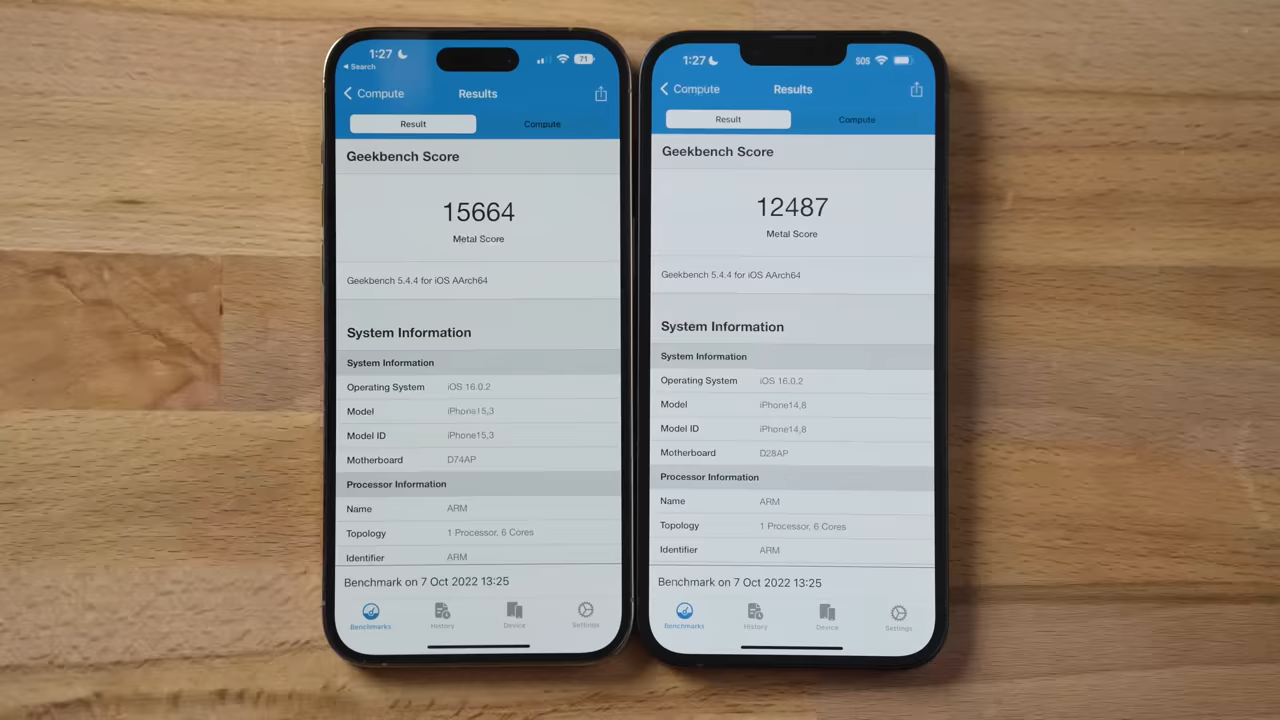 1:27
Search
71
Compute
Results
Result
Compute
Geekbench Score
15664
Metal Score
Geekbench 5.4.4 for iOS AArch64
System Information
System Information
Operating System iOS 16.0.2
Model iPhone15,3
Model ID iPhone15,3
Motherboard D74AP
Processor Information
Name ARM
Topology 1 Processor, 6 Cores
Identifier ARM
Benchmark on 7 Oct 2022 13:25
Benchmarks
History
Device
Settings
1:27
SOS
Compute
Results
Result
Compute
Geekbench Score
12487
Metal Score
Geekbench 5.4.4 for iOS AArch64
System Information
System Information
Operating System iOS 16.0.2
Model iPhone14,8
Model ID iPhone14,8
Motherboard D28AP
Processor Information
Name ARM
Topology 1 Processor, 6 Cores
Identifier ARM
Benchmark on 7 Oct 2022 13:25
Benchmarks
History
Device
Settings